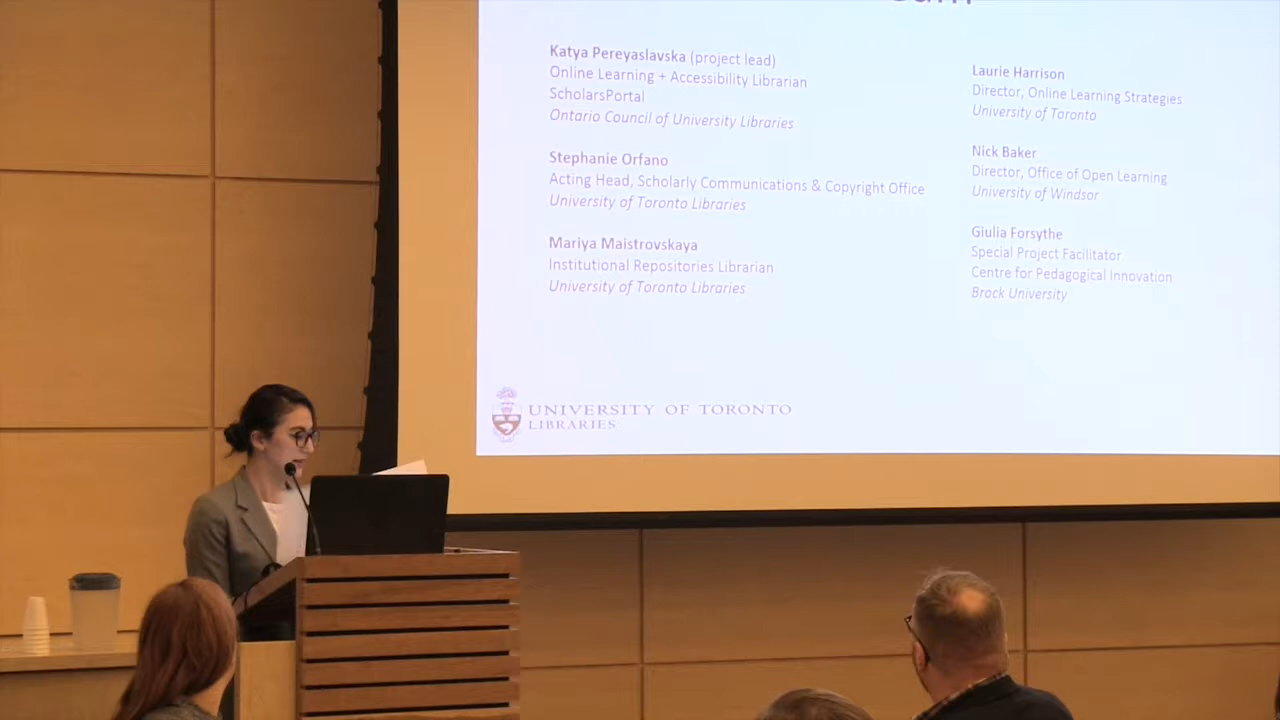 Katya Pereyaslavska (project lead)
Online Learning + Accessibility Librarian
ScholarsPortal
Ontario Council of University Libraries
Stephanie Orfano
Acting Head, Scholarly Communications & Copyright Office
University of Toronto Libraries
Mariya Maistrovskaya
Institutional Repositories Librarian
University of Toronto Libraries
Laurie Harrison
Director, Online Learning Strategies
University of Toronto
Nick Baker
Director, Office of Open Learning
University of Windsor
Giulia Forsythe
Special Project Facilitator
Centre for Pedagogical Innovation
Brock University
UNIVERSITY OF TORONTO
LIBRARIES